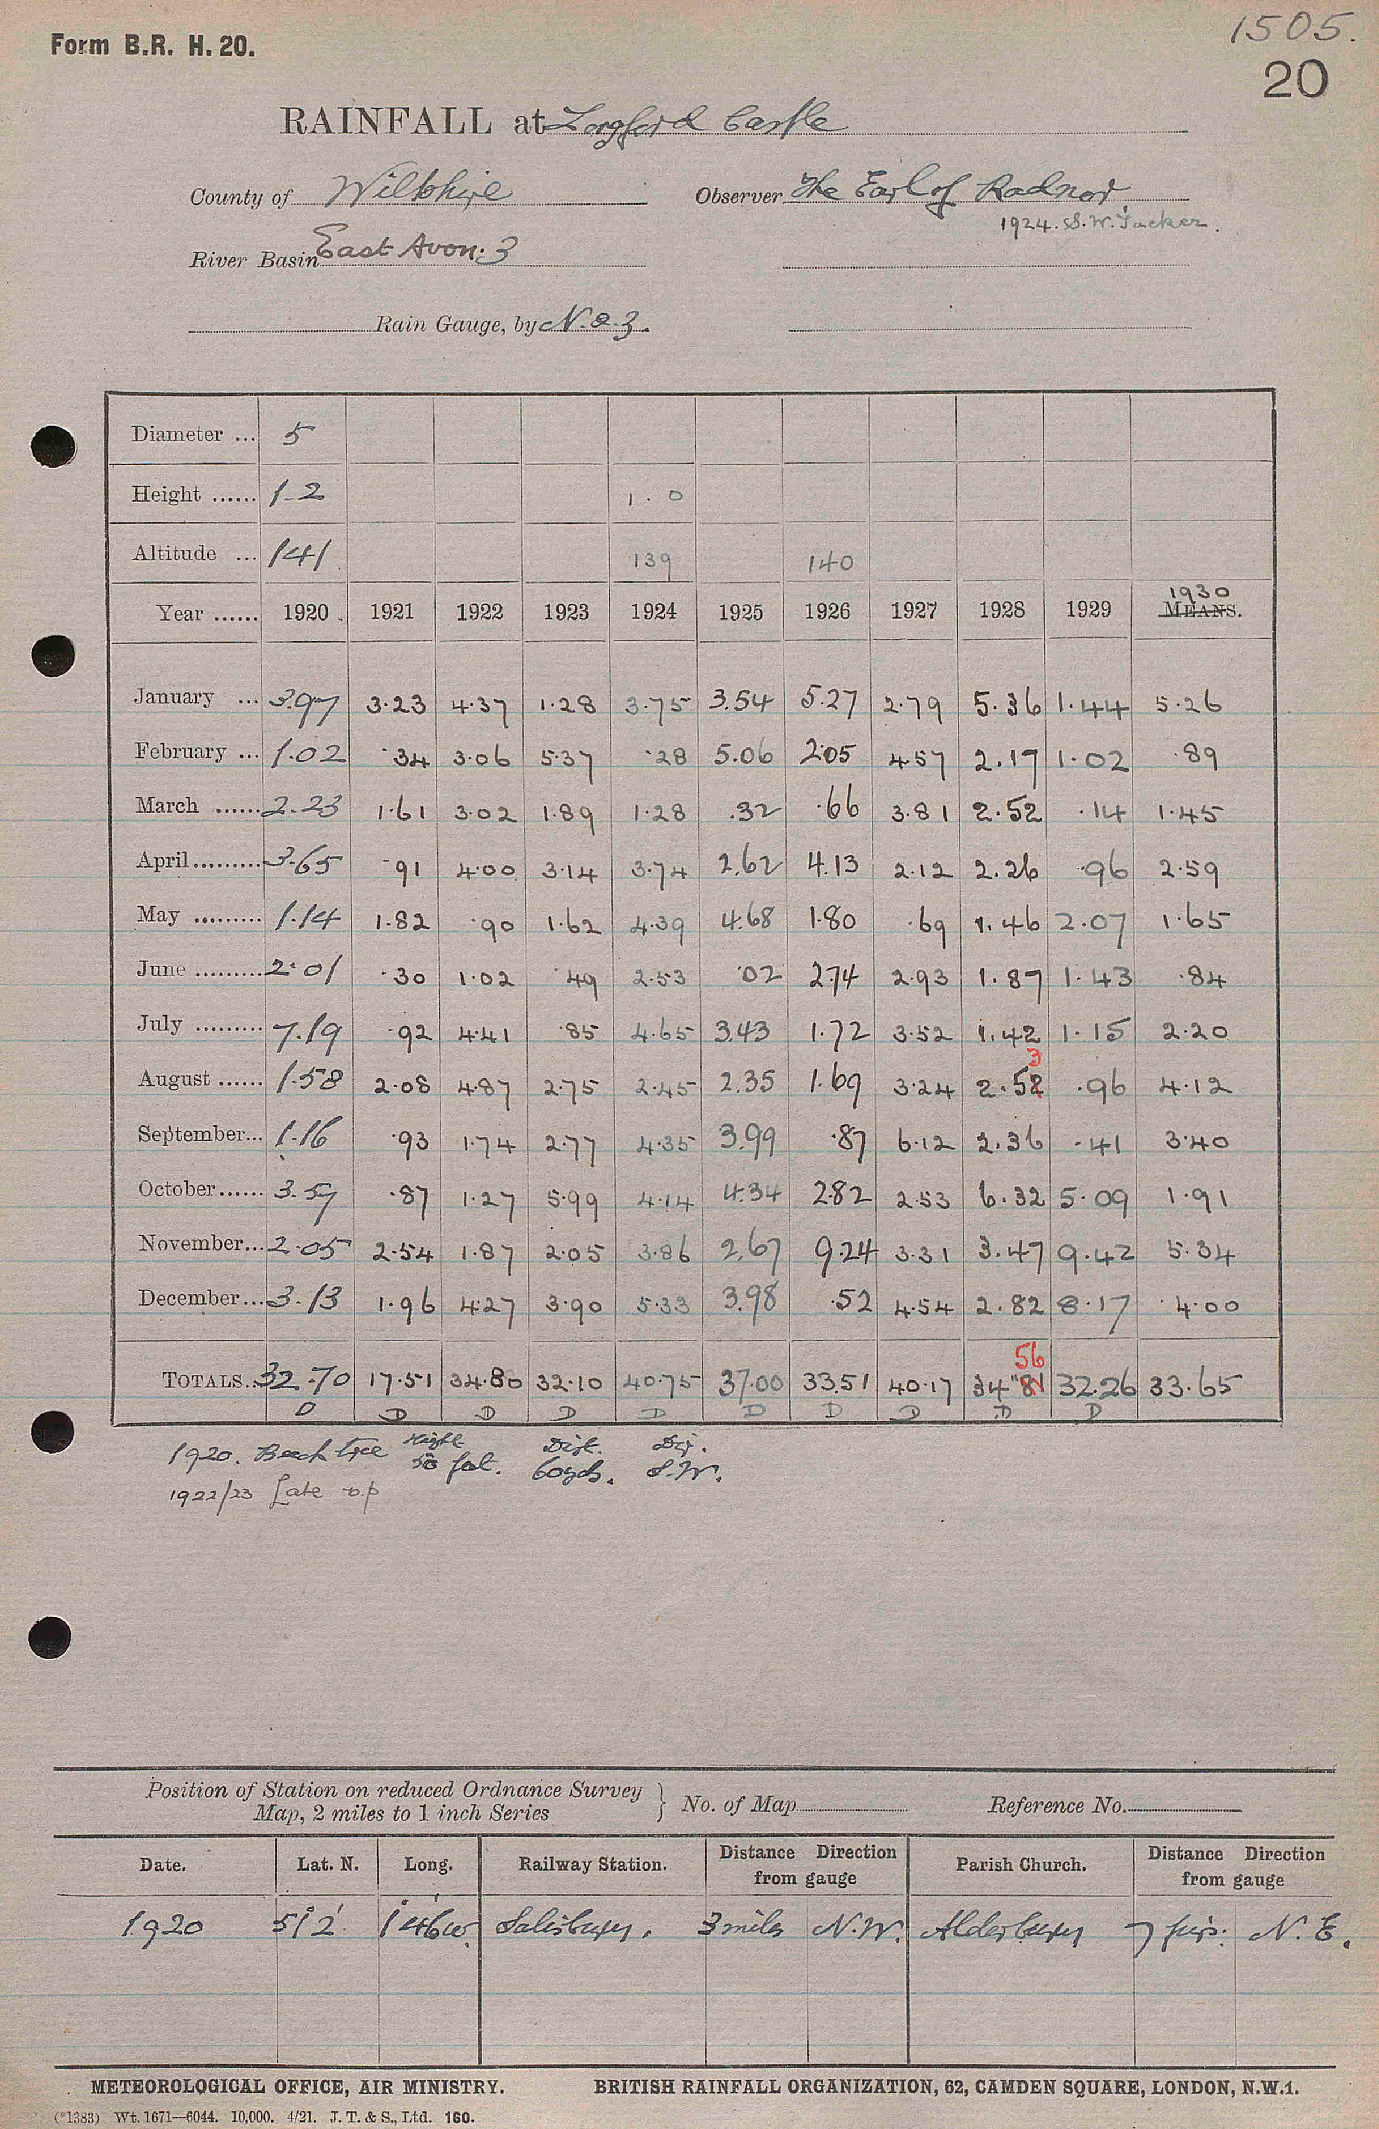 1505.
Form B.R. H. 20.
20
RAINFALL at Longford Castle
County of Wiltshire Observer The Earl of Radnor
1924. S. W. Tucker.
River Basin East Avon. 3
Rain Gauge, by N. & Z.
Diameter ... 5
Height ...... 1-2 1 . 0
Altitude ... 141 139 140
1930
Year ...... 1920 1921 1922 1923 1924 1925 1926 1927 1928 1929 MEANS.
January ... 3.97 3.23 4.37 1.28 3.75 3.54 5.27 2.79 5.36 1.44 5.26
February ... 1.02 .34 3.06 5.37 .28 5.06 2.05 4.57 2.17 1.02 .89
March ...... 2.23 1.61 3.02 1.89 1.28 .32 .66 3.81 2.52 .14 1.45
April......... 3.65 .91 4.00 3.14 3.74 2.62 4.13 2.12 2.26 .96 2.59
May ......... 1.14 1.82 .90 1.62 4.39 4.68 1.80 .69 1.46 2.07 1.65
June ......... 2.01 .30 1.02 .49 2.53 .02 2.74 2.93 1.87 1.43 .84
July ......... 7.19 .92 4.41 .85 4.65 3.43 1.72 3.52 1.42 1.15 2.20
3
August ...... 1.58 2.08 4.87 2.75 2.45 2.35 1.69 3.24 2.52 .96 4.12
September... 1.16 .93 1.74 2.77 4.35 3.99 .87 6.12 2.36 .41 3.40
October...... 3.57 .87 1.27 5.99 4.14 4.34 2.82 2.53 6.32 5.09 1.91
November... 2.05 2.54 1.87 2.05 3.86 2.67 9.24 3.31 3.47 9.42 5.34
December... 3.13 1.96 4.27 3.90 5.33 3.98 .52 4.54 2.82 8.17 4.00
56
TOTALS... 32.70 17.51 34.80 32.10 40.75 37.00 33.51 40.17 34.81 32.26 33.65
D D D D D D D D D D
1920. Beech tree Height 50 feet. Dist. 60yds. Dir. S.W.
1922/23 Late o.p
Position of Station on reduced Ordnance Survey
Map, 2 miles to 1 inch Series } No. of Map Reference No.
Date. Lat. N. Long. Railway Station. Distance Direction from gauge Parish Church. Distance Direction from gauge
1920 51° 2' 1° 46' W. Salisbury. 3 miles N.W. Alderbury 7 furs. N. E.
METEOROLOGICAL OFFICE, AIR MINISTRY. BRITISH RAINFALL ORGANIZATION, 62, CAMDEN SQUARE, LONDON, N.W.1.
(*1383) Wt. 1671—6044. 10,000. 4/21. J. T. & S., Ltd. 160.